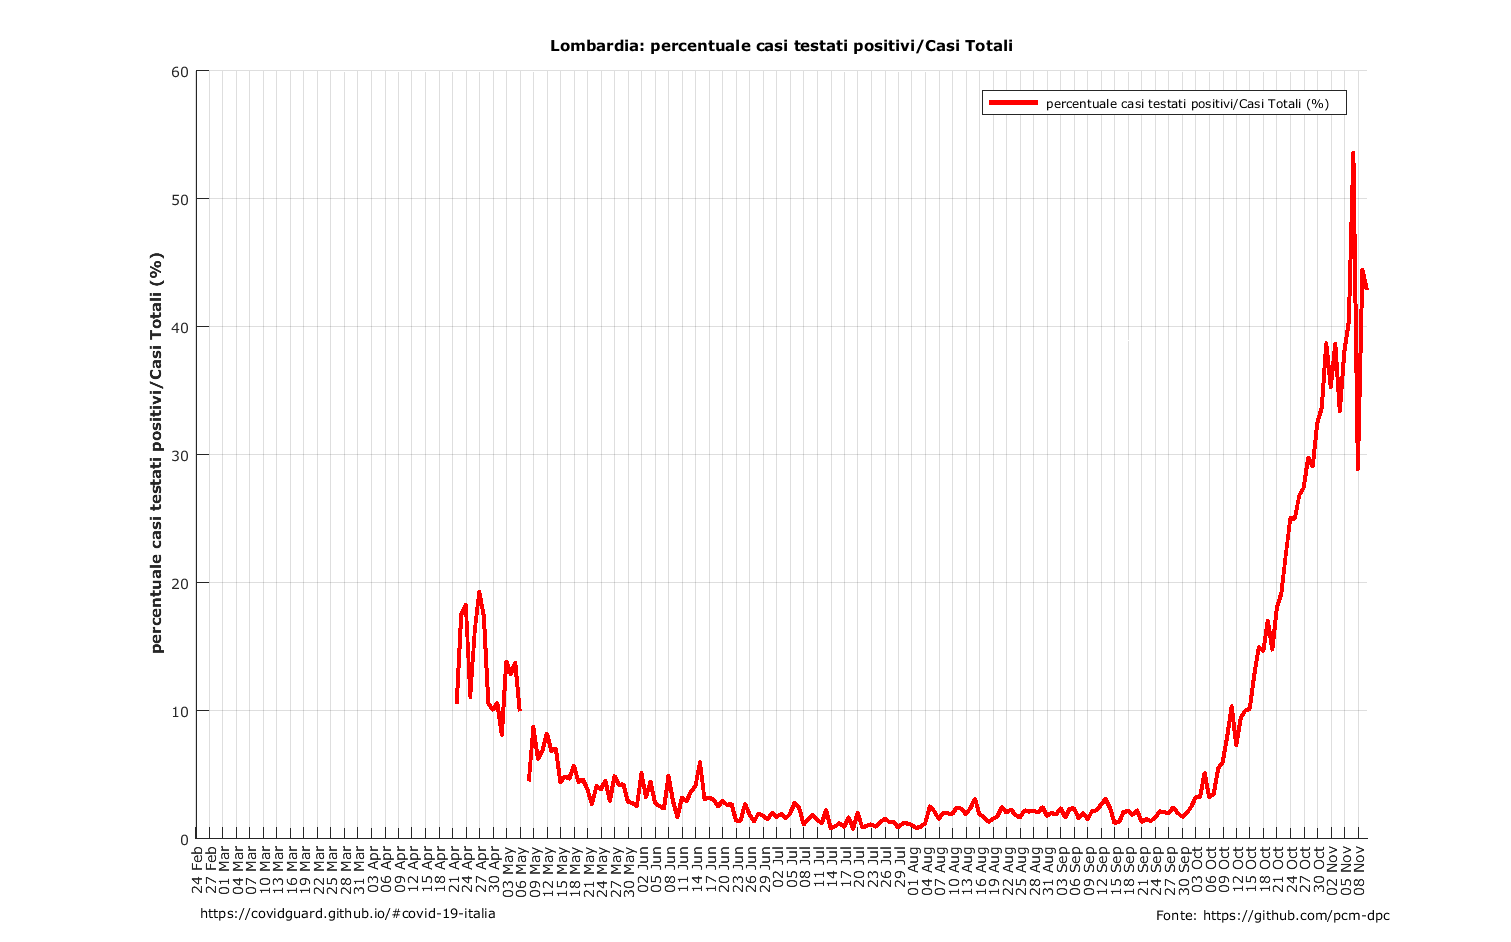 Lombardia: percentuale casi testati positivi/Casi Totali
percentuale casi testati positivi/Casi Totali (%)
percentuale casi testati positivi/Casi Totali (%)
60
50
40
30
20
10
0
24 Feb
27 Feb
01 Mar
04 Mar
07 Mar
10 Mar
13 Mar
16 Mar
19 Mar
22 Mar
25 Mar
28 Mar
31 Mar
03 Apr
06 Apr
09 Apr
12 Apr
15 Apr
18 Apr
21 Apr
24 Apr
27 Apr
30 Apr
03 May
06 May
09 May
12 May
15 May
18 May
21 May
24 May
27 May
30 May
02 Jun
05 Jun
08 Jun
11 Jun
14 Jun
17 Jun
20 Jun
23 Jun
26 Jun
29 Jun
02 Jul
05 Jul
08 Jul
11 Jul
14 Jul
17 Jul
20 Jul
23 Jul
26 Jul
29 Jul
01 Aug
04 Aug
07 Aug
10 Aug
13 Aug
16 Aug
19 Aug
22 Aug
25 Aug
28 Aug
31 Aug
03 Sep
06 Sep
09 Sep
12 Sep
15 Sep
18 Sep
21 Sep
24 Sep
27 Sep
30 Sep
03 Oct
06 Oct
09 Oct
12 Oct
15 Oct
18 Oct
21 Oct
24 Oct
27 Oct
30 Oct
02 Nov
05 Nov
08 Nov
https://covidguard.github.io/#covid-19-italia
Fonte: https://github.com/pcm-dpc